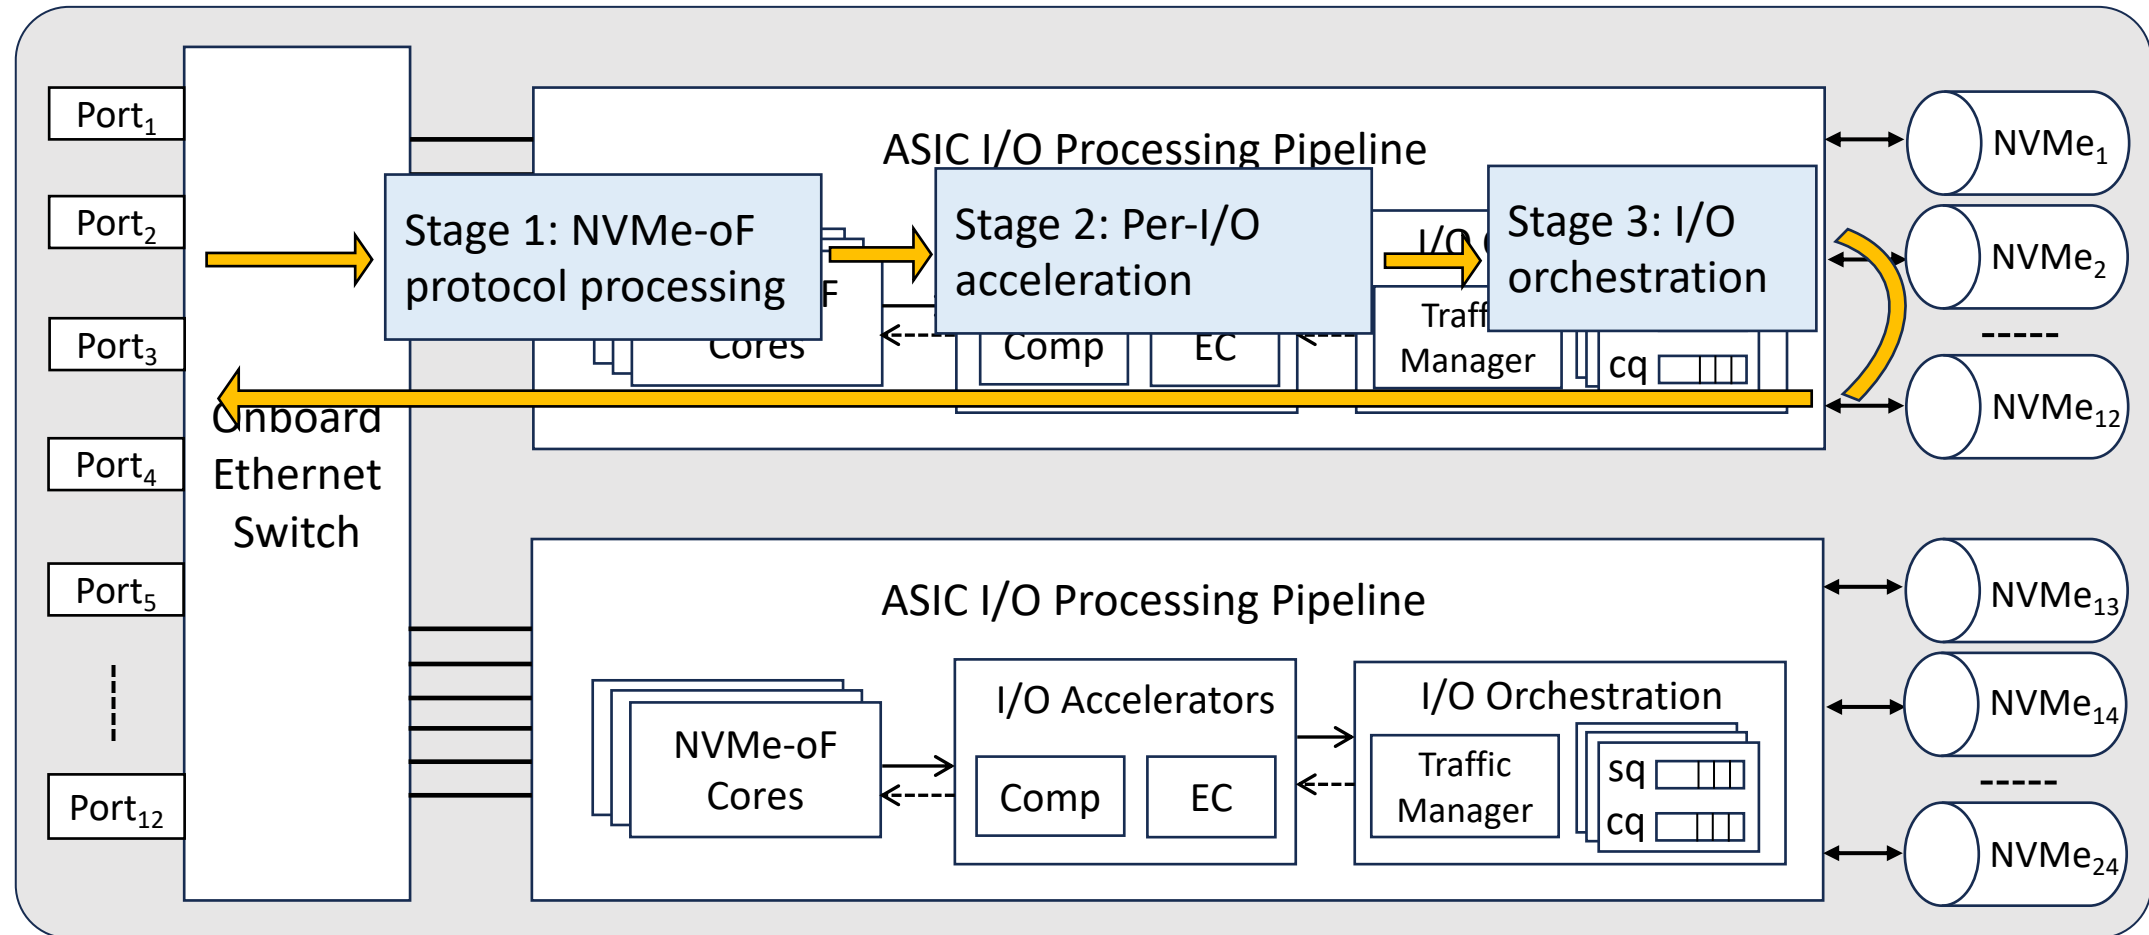 Port1
Port2
Port3
Port4
Port5
Port12
Onboard
Ethernet
Switch
ASIC I/O Processing Pipeline
Stage 1: NVMe-oF
protocol processing
Stage 2: Per-I/O
acceleration
Stage 3: I/O
orchestration
I/O
F
Cores
Comp
EC
Traff
Manager
cq
NVMe1
NVMe2
NVMe12
ASIC I/O Processing Pipeline
NVMe-oF
Cores
I/O Accelerators
Comp
EC
I/O Orchestration
Traffic
Manager
sq
cq
NVMe13
NVMe14
NVMe24